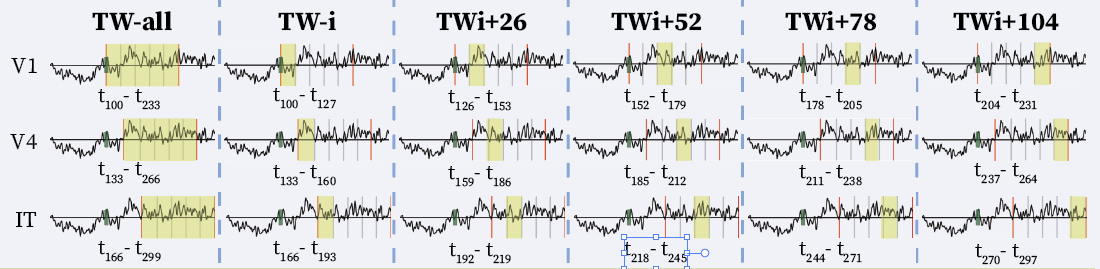 TW-all TW-i TWi+26 TWi+52 TWi+78 TWi+104
V1
t100 - t233 t100 - t127 t126 - t153 t152 - t179 t178 - t205 t204 - t231
V4
t133 - t266 t133 - t160 t159 - t186 t185 - t212 t211 - t238 t237 - t264
IT
t166 - t299 t166 - t193 t192 - t219 t218 - t245 t244 - t271 t270 - t297